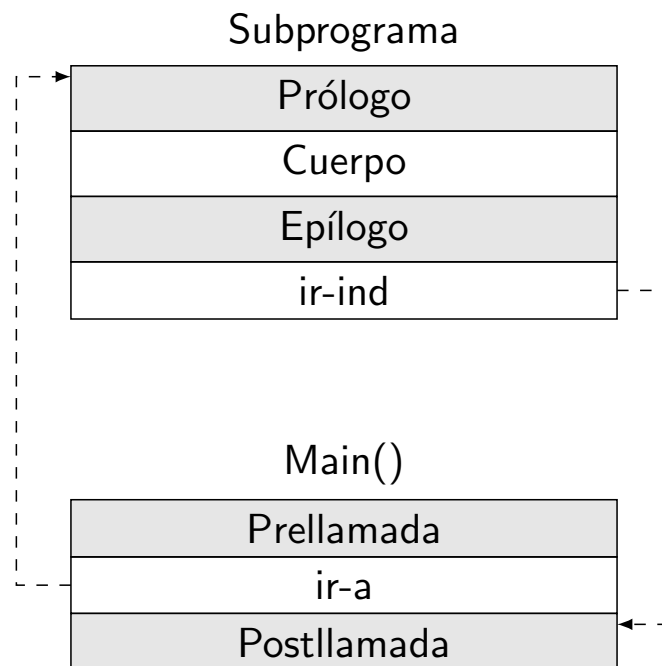 Subprograma
Prólogo
Cuerpo
Epílogo
ir-ind
Main()
Prellamada
ir-a
Postllamada